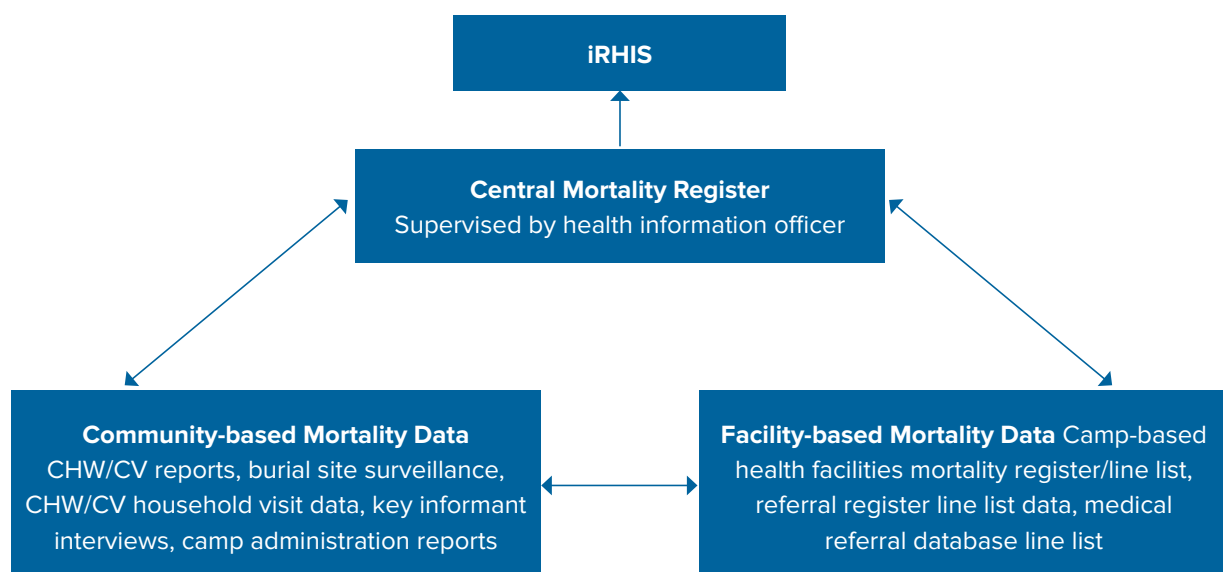 iRHIS
Central Mortality Register
Supervised by health information officer
Community-based Mortality Data
CHW/CV reports, burial site surveillance,
CHW/CV household visit data, key informant
interviews, camp administration reports
Facility-based Mortality Data Camp-based
health facilities mortality register/line list,
referral register line list data, medical
referral database line list